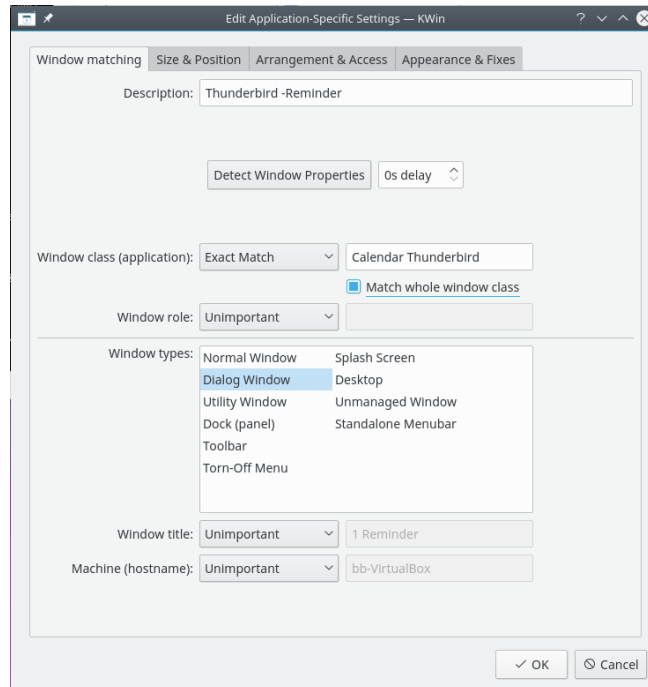 Edit Application-Specific Settings — KWin
Window matching Size & Position Arrangement & Access Appearance & Fixes
Description: Thunderbird -Reminder
Detect Window Properties 0s delay
Window class (application): Exact Match Calendar Thunderbird
Match whole window class
Window role: Unimportant
Window types:
Normal Window Splash Screen
Dialog Window Desktop
Utility Window Unmanaged Window
Dock (panel) Standalone Menubar
Toolbar
Torn-Off Menu
Window title: Unimportant 1 Reminder
Machine (hostname): Unimportant bb-VirtualBox
OK Cancel